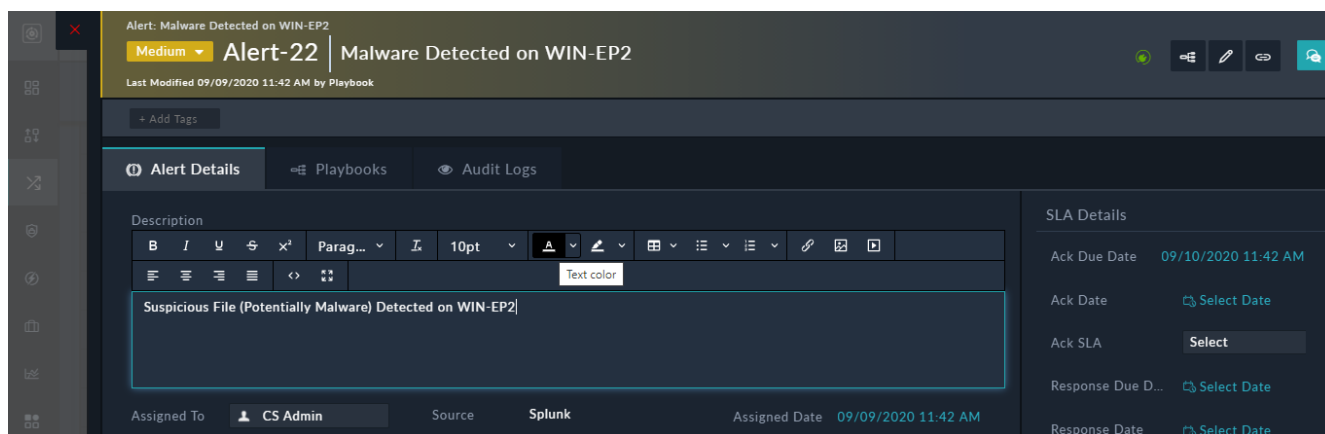 Alert: Malware Detected on WIN-EP2
Medium Alert-22 Malware Detected on WIN-EP2
Last Modified 09/09/2020 11:42 AM by Playbook
+ Add Tags
Alert Details Playbooks Audit Logs
Description
B I U S X² Parag... Ix 10pt A
Text color
Suspicious File (Potentially Malware) Detected on WIN-EP2
Assigned To CS Admin Source Splunk Assigned Date 09/09/2020 11:42 AM
SLA Details
Ack Due Date 09/10/2020 11:42 AM
Ack Date Select Date
Ack SLA Select
Response Due D... Select Date
Response Date Select Date